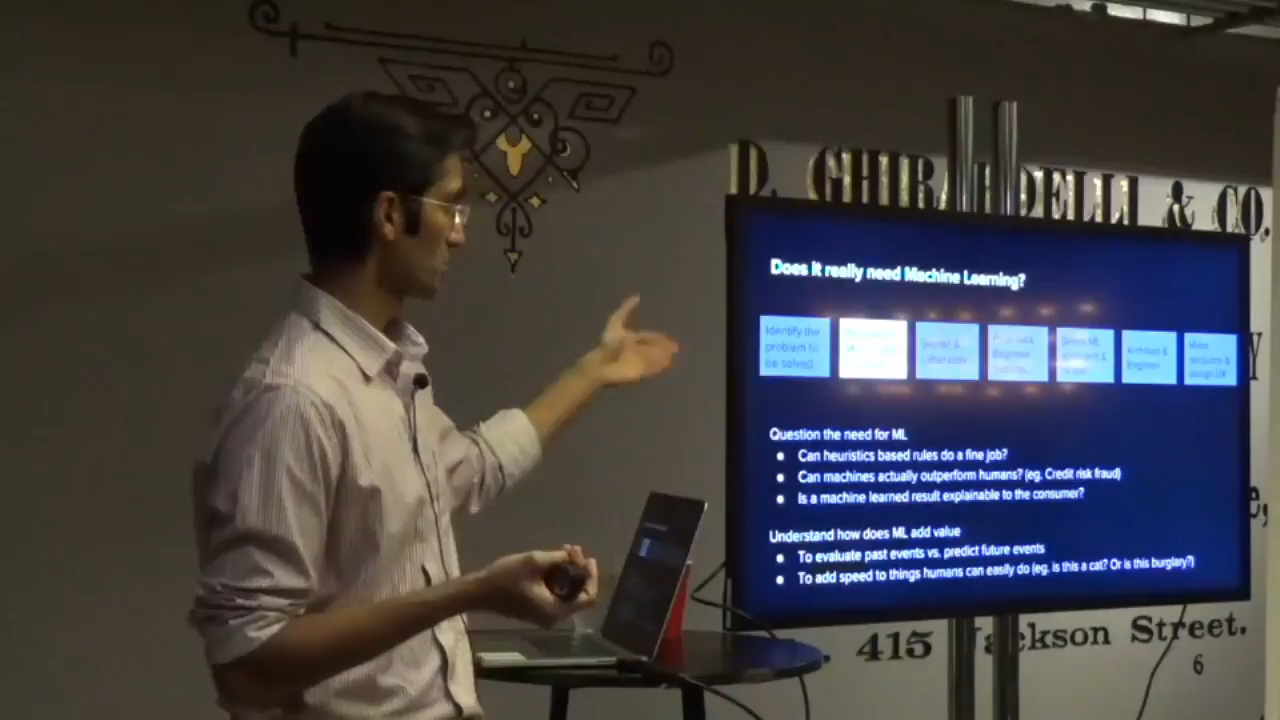 D. GHIRARDELLI & CO.
Does it really need Machine Learning?
Identify the
problem to
be solved
Architect &
Engineer
Question the need for ML
Can heuristics based rules do a fine job?
Can machines actually outperform humans? (eg. Credit risk fraud)
Is a machine learned result explainable to the consumer?
Understand how does ML add value
To evaluate past events vs. predict future events
To add speed to things humans can easily do (eg. is this a cat? Or is this burglary?)
415 Jackson Street.
6